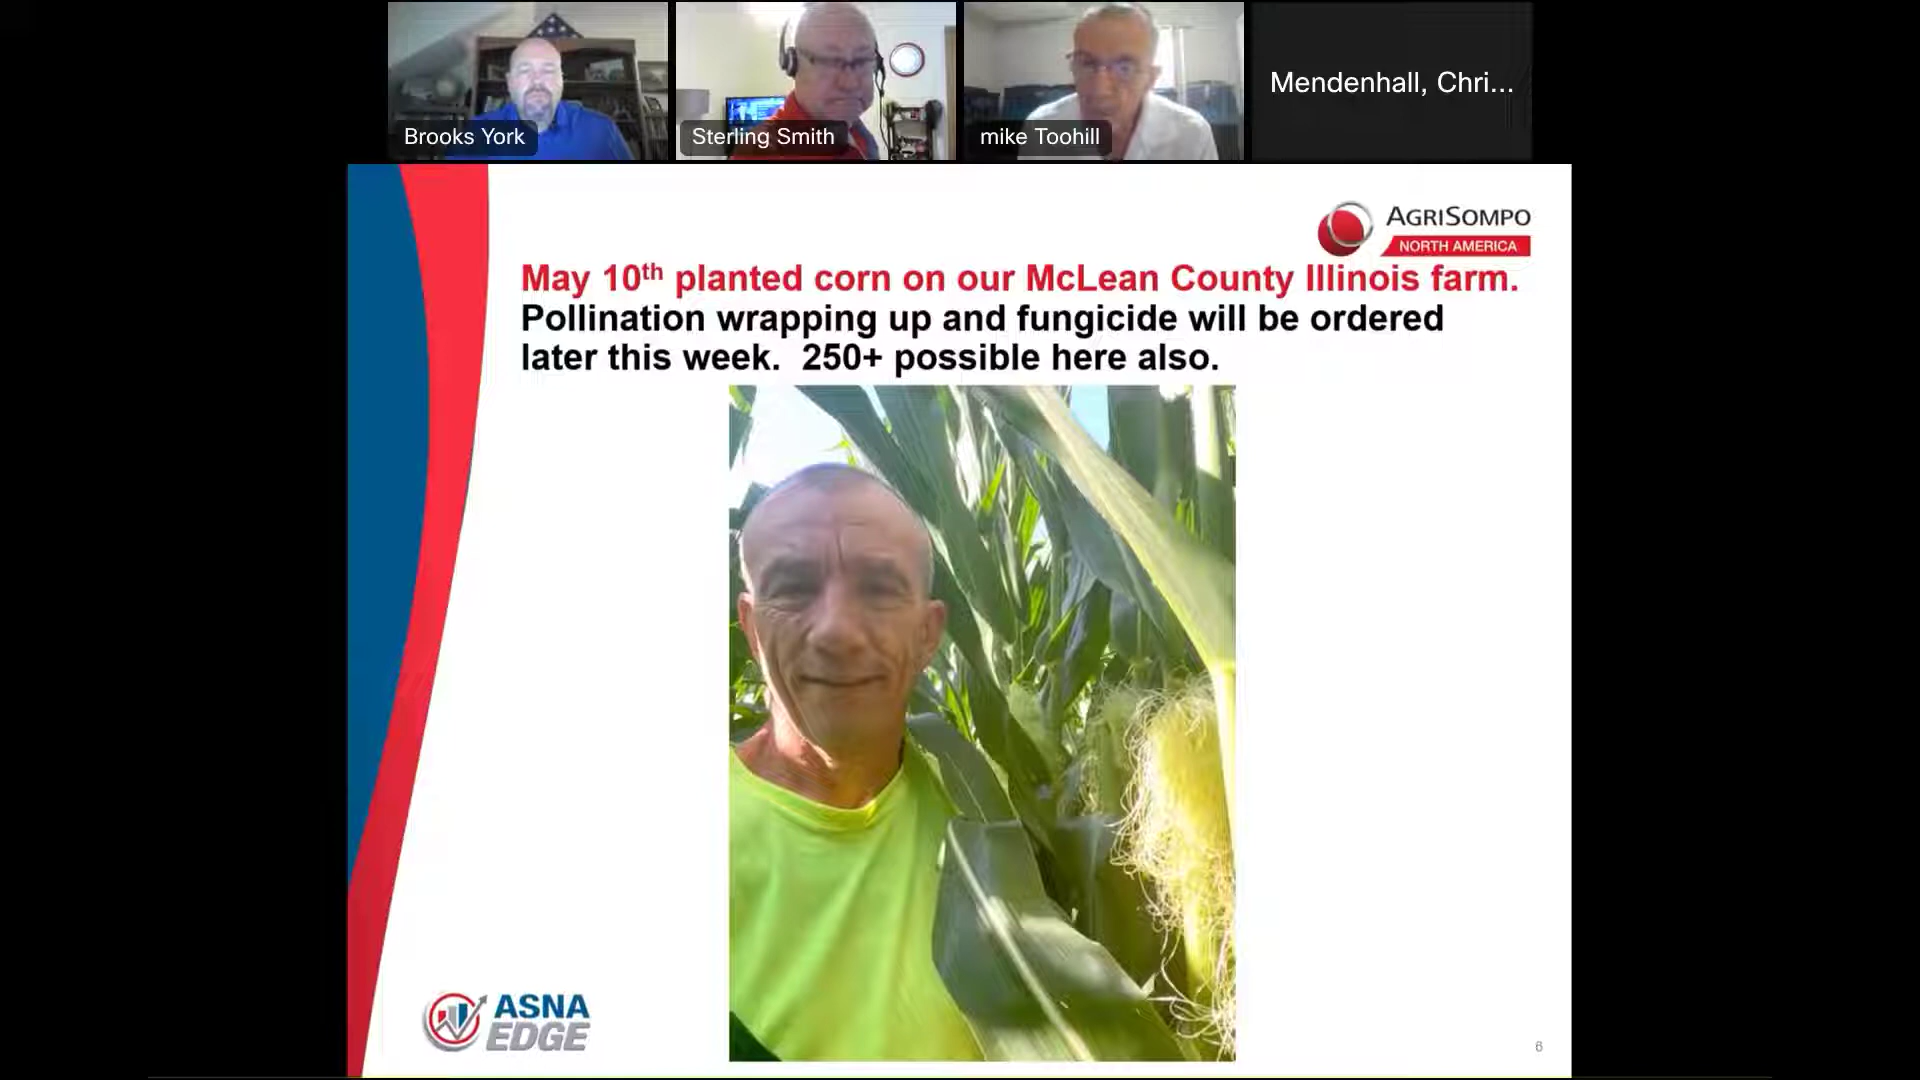 Brooks York
Sterling Smith
mike Toohill
Mendenhall, Chri...
AGRISOMPO
NORTH AMERICA
May 10th planted corn on our McLean County Illinois farm.
Pollination wrapping up and fungicide will be ordered
later this week. 250+ possible here also.
ASNA
EDGE
6